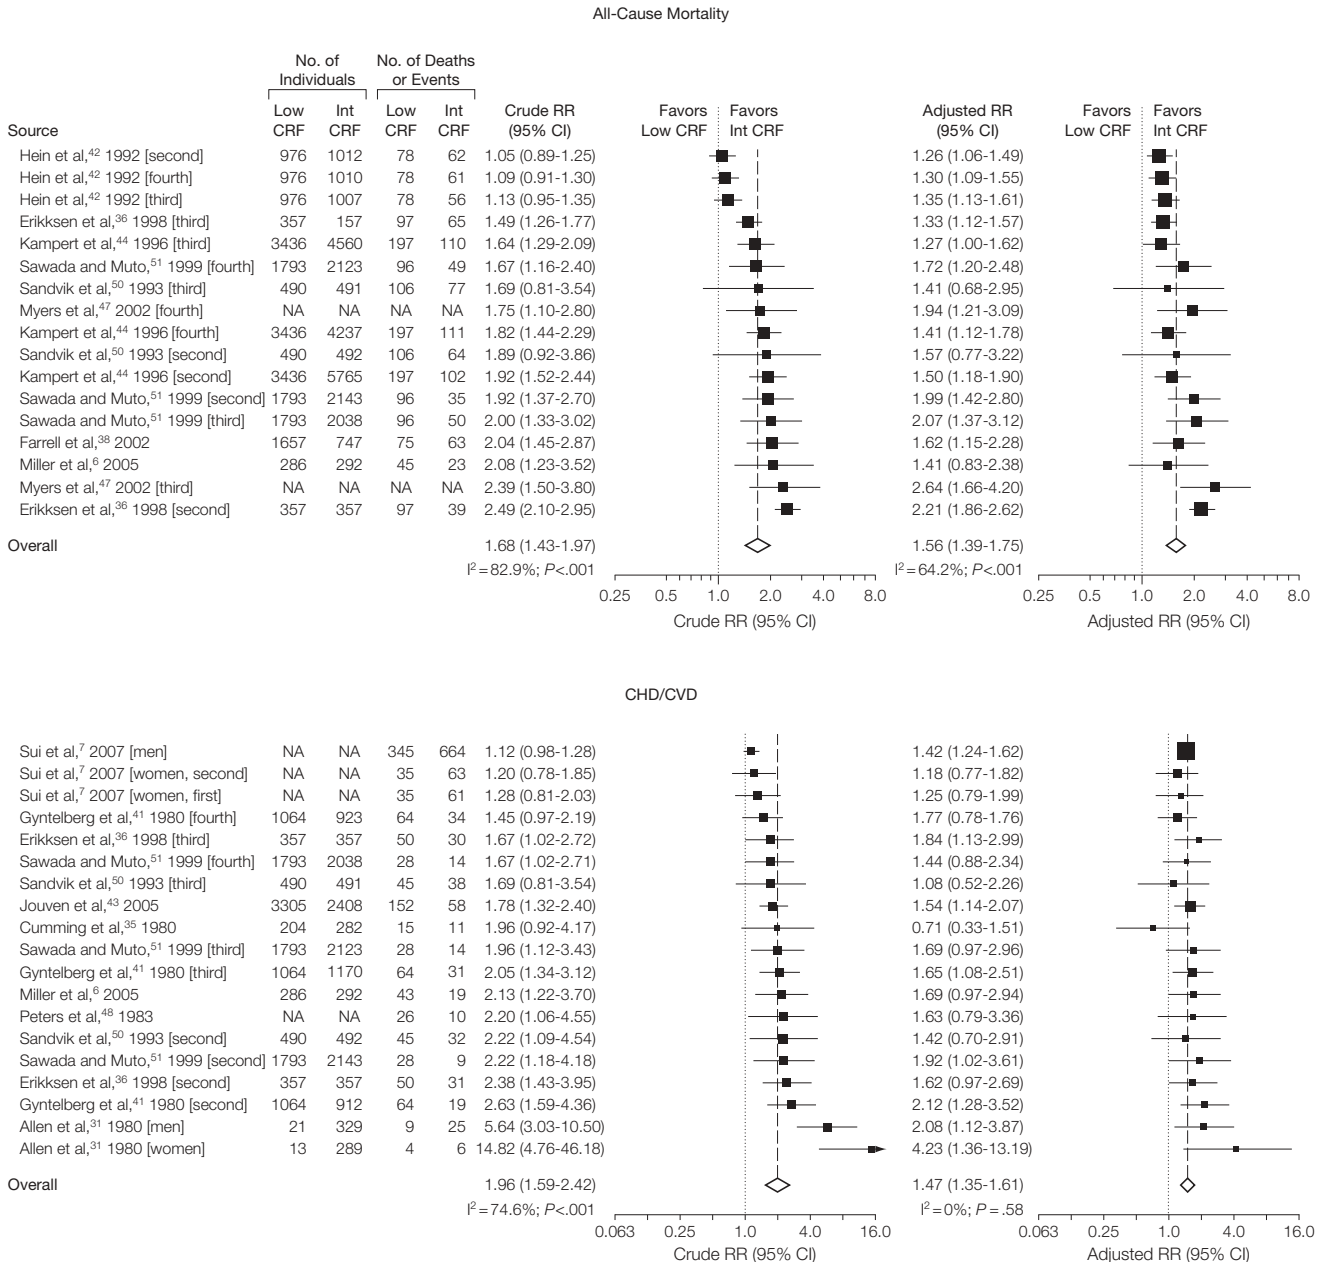 All-Cause Mortality
No. of Individuals No. of Deaths or Events
Low CRF Int CRF Low CRF Int CRF Crude RR (95% CI) Favors Low CRF Favors Int CRF Adjusted RR (95% CI) Favors Low CRF Favors Int CRF
Source
Hein et al,42 1992 [second] 976 1012 78 62 1.05 (0.89-1.25) 1.26 (1.06-1.49)
Hein et al,42 1992 [fourth] 976 1010 78 61 1.09 (0.91-1.30) 1.30 (1.09-1.55)
Hein et al,42 1992 [third] 976 1007 78 56 1.13 (0.95-1.35) 1.35 (1.13-1.61)
Erikksen et al,36 1998 [third] 357 157 97 65 1.49 (1.26-1.77) 1.33 (1.12-1.57)
Kampert et al,44 1996 [third] 3436 4560 197 110 1.64 (1.29-2.09) 1.27 (1.00-1.62)
Sawada and Muto,51 1999 [fourth] 1793 2123 96 49 1.67 (1.16-2.40) 1.72 (1.20-2.48)
Sandvik et al,50 1993 [third] 490 491 106 77 1.69 (0.81-3.54) 1.41 (0.68-2.95)
Myers et al,47 2002 [fourth] NA NA NA NA 1.75 (1.10-2.80) 1.94 (1.21-3.09)
Kampert et al,44 1996 [fourth] 3436 4237 197 111 1.82 (1.44-2.29) 1.41 (1.12-1.78)
Sandvik et al,50 1993 [second] 490 492 106 64 1.89 (0.92-3.86) 1.57 (0.77-3.22)
Kampert et al,44 1996 [second] 3436 5765 197 102 1.92 (1.52-2.44) 1.50 (1.18-1.90)
Sawada and Muto,51 1999 [second] 1793 2143 96 35 1.92 (1.37-2.70) 1.99 (1.42-2.80)
Sawada and Muto,51 1999 [third] 1793 2038 96 50 2.00 (1.33-3.02) 2.07 (1.37-3.12)
Farrell et al,38 2002 1657 747 75 63 2.04 (1.45-2.87) 1.62 (1.15-2.28)
Miller et al,6 2005 286 292 45 23 2.08 (1.23-3.52) 1.41 (0.83-2.38)
Myers et al,47 2002 [third] NA NA NA NA 2.39 (1.50-3.80) 2.64 (1.66-4.20)
Erikksen et al,36 1998 [second] 357 357 97 39 2.49 (2.10-2.95) 2.21 (1.86-2.62)
Overall 1.68 (1.43-1.97) 1.56 (1.39-1.75)
I2=82.9%; P<.001 I2=64.2%; P<.001
0.25 0.5 1.0 2.0 4.0 8.0 0.25 0.5 1.0 2.0 4.0 8.0
Crude RR (95% CI) Adjusted RR (95% CI)
CHD/CVD
Sui et al,7 2007 [men] NA NA 345 664 1.12 (0.98-1.28) 1.42 (1.24-1.62)
Sui et al,7 2007 [women, second] NA NA 35 63 1.20 (0.78-1.85) 1.18 (0.77-1.82)
Sui et al,7 2007 [women, first] NA NA 35 61 1.28 (0.81-2.03) 1.25 (0.79-1.99)
Gyntelberg et al,41 1980 [fourth] 1064 923 64 34 1.45 (0.97-2.19) 1.77 (0.78-1.76)
Erikksen et al,36 1998 [third] 357 357 50 30 1.67 (1.02-2.72) 1.84 (1.13-2.99)
Sawada and Muto,51 1999 [fourth] 1793 2038 28 14 1.67 (1.02-2.71) 1.44 (0.88-2.34)
Sandvik et al,50 1993 [third] 490 491 45 38 1.69 (0.81-3.54) 1.08 (0.52-2.26)
Jouven et al,43 2005 3305 2408 152 58 1.78 (1.32-2.40) 1.54 (1.14-2.07)
Cumming et al,35 1980 204 282 15 11 1.96 (0.92-4.17) 0.71 (0.33-1.51)
Sawada and Muto,51 1999 [third] 1793 2123 28 14 1.96 (1.12-3.43) 1.69 (0.97-2.96)
Gyntelberg et al,41 1980 [third] 1064 1170 64 31 2.05 (1.34-3.12) 1.65 (1.08-2.51)
Miller et al,6 2005 286 292 43 19 2.13 (1.22-3.70) 1.69 (0.97-2.94)
Peters et al,48 1983 NA NA 26 10 2.20 (1.06-4.55) 1.63 (0.79-3.36)
Sandvik et al,50 1993 [second] 490 492 45 32 2.22 (1.09-4.54) 1.42 (0.70-2.91)
Sawada and Muto,51 1999 [second] 1793 2143 28 9 2.22 (1.18-4.18) 1.92 (1.02-3.61)
Erikksen et al,36 1998 [second] 357 357 50 31 2.38 (1.43-3.95) 1.62 (0.97-2.69)
Gyntelberg et al,41 1980 [second] 1064 912 64 19 2.63 (1.59-4.36) 2.12 (1.28-3.52)
Allen et al,31 1980 [men] 21 329 9 25 5.64 (3.03-10.50) 2.08 (1.12-3.87)
Allen et al,31 1980 [women] 13 289 4 6 14.82 (4.76-46.18) 4.23 (1.36-13.19)
Overall 1.96 (1.59-2.42) 1.47 (1.35-1.61)
I2=74.6%; P<.001 I2=0%; P=.58
0.063 0.25 1.0 4.0 16.0 0.063 0.25 1.0 4.0 16.0
Crude RR (95% CI) Adjusted RR (95% CI)